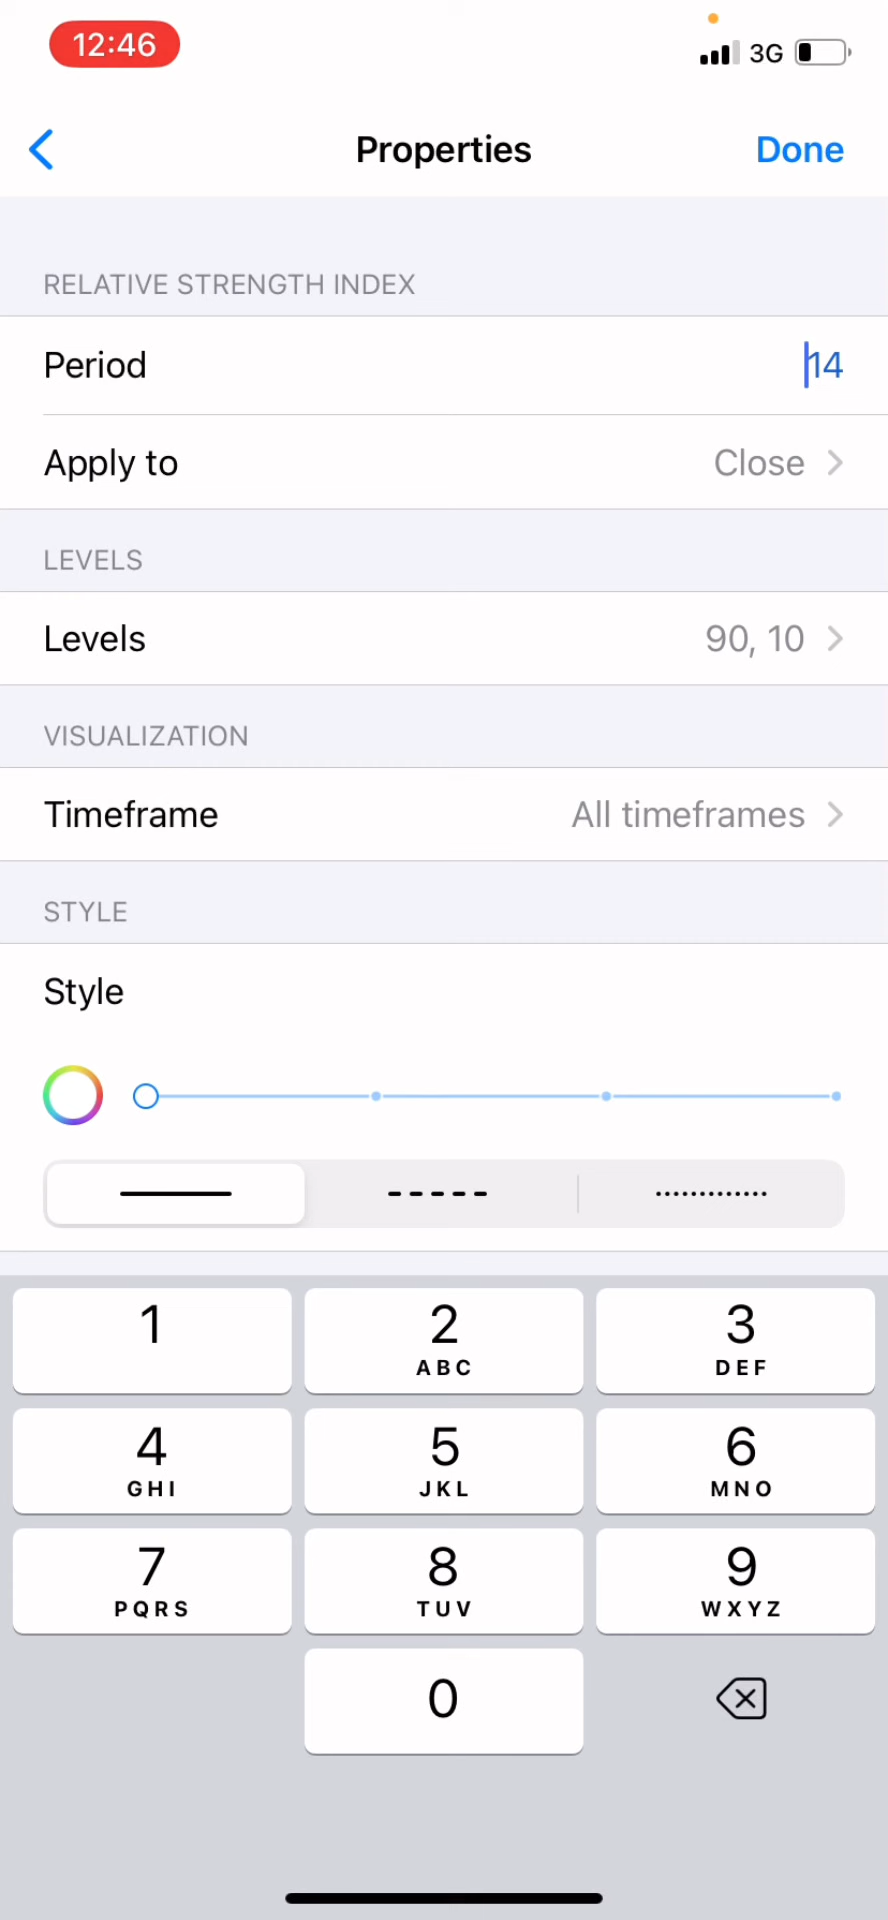 12:46
3G
Properties
Done
RELATIVE STRENGTH INDEX
Period
14
Apply to
Close
LEVELS
Levels
90, 10
VISUALIZATION
Timeframe
All timeframes
STYLE
Style
1
2
ABC
3
DEF
4
GHI
5
JKL
6
MNO
7
PQRS
8
TUV
9
WXYZ
0